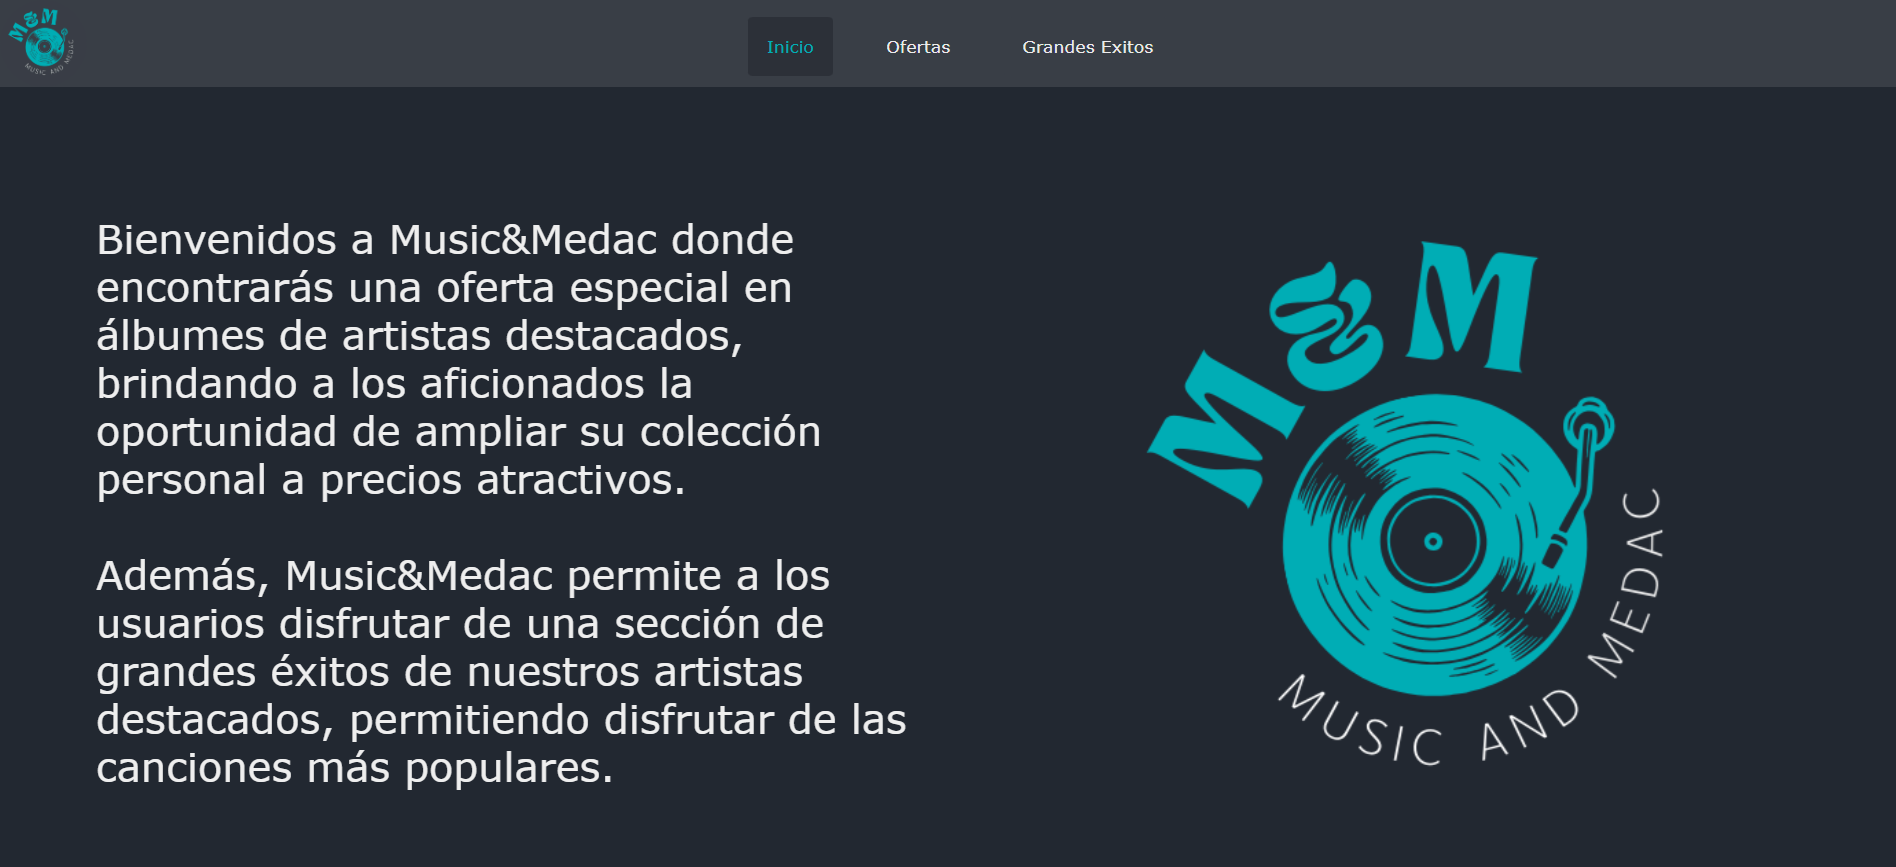 M&M
MUSIC AND MEDAC
Inicio
Ofertas
Grandes Exitos
Bienvenidos a Music&Medac donde
encontrarás una oferta especial en
álbumes de artistas destacados,
brindando a los aficionados la
oportunidad de ampliar su colección
personal a precios atractivos.
Además, Music&Medac permite a los
usuarios disfrutar de una sección de
grandes éxitos de nuestros artistas
destacados, permitiendo disfrutar de las
canciones más populares.
M&M
MUSIC AND MEDAC